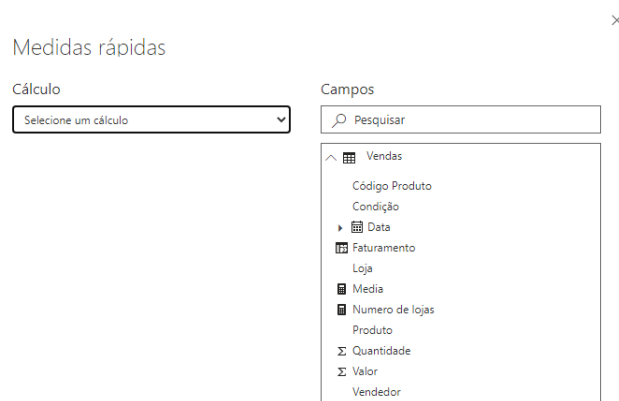 Medidas rápidas
Cálculo
Selecione um cálculo
Campos
Pesquisar
Vendas
Código Produto
Condição
Data
Faturamento
Loja
Media
Numero de lojas
Produto
Σ Quantidade
Σ Valor
Vendedor